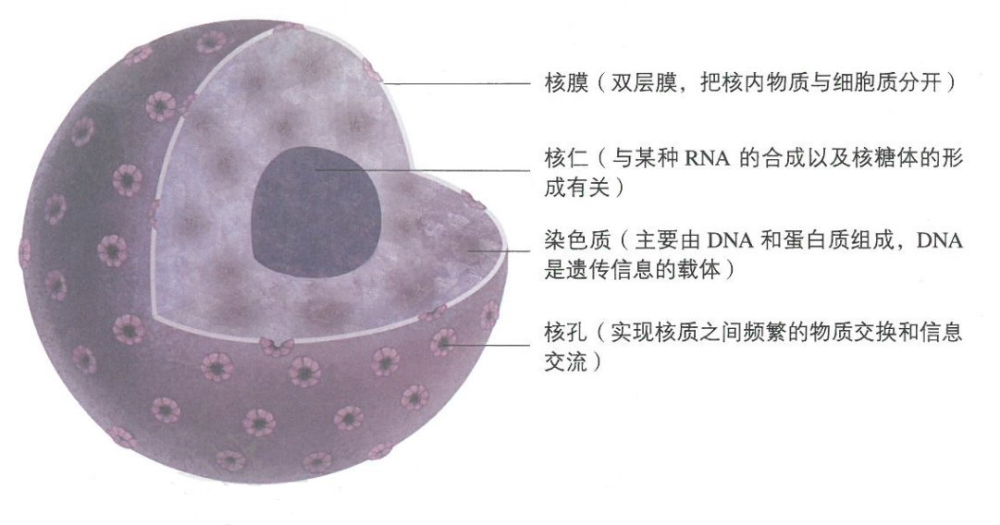 核膜（双层膜，把核内物质与细胞质分开）
核仁（与某种 RNA 的合成以及核糖体的形
成有关）
染色质（主要由 DNA 和蛋白质组成，DNA
是遗传信息的载体）
核孔（实现核质之间频繁的物质交换和信息
交流）